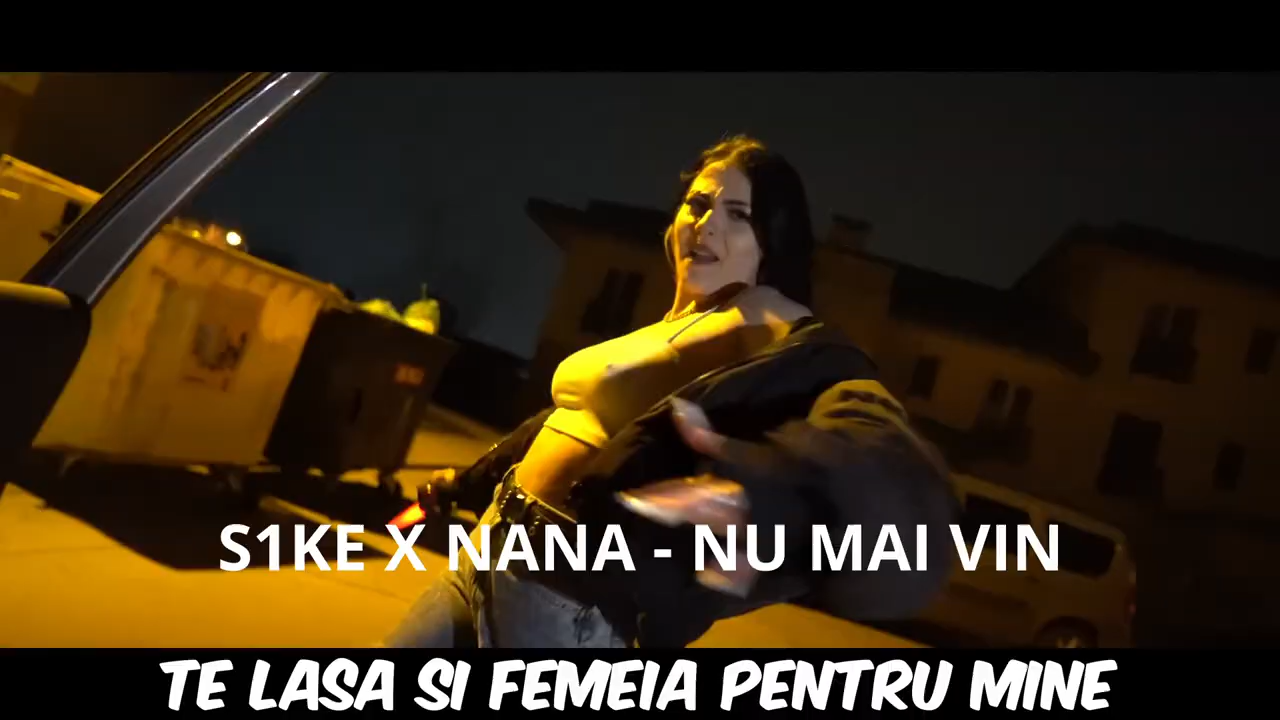 S1KE X NANA - NU MAI VIN
TE LASA SI FEMEIA PENTRU MINE